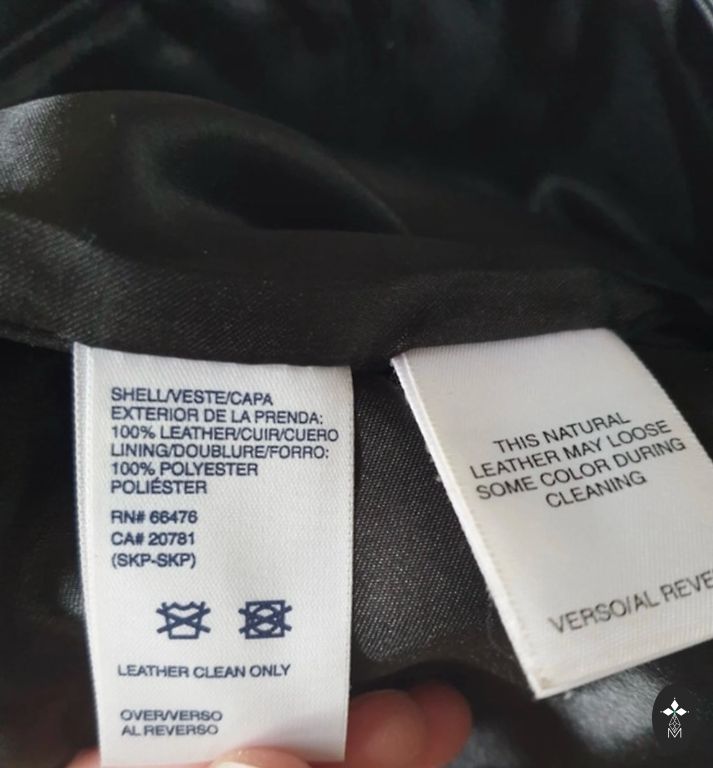 SHELL/VESTE/CAPA
EXTERIOR DE LA PRENDA:
100% LEATHER/CUIR/CUERO
LINING/DOUBLURE/FORRO:
100% POLYESTER
POLIÉSTER
RN# 66476
CA# 20781
(SKP-SKP)
LEATHER CLEAN ONLY
OVER/VERSO
AL REVERSO
THIS NATURAL
LEATHER MAY LOOSE
SOME COLOR DURING
CLEANING
VERSO/AL REVE
M